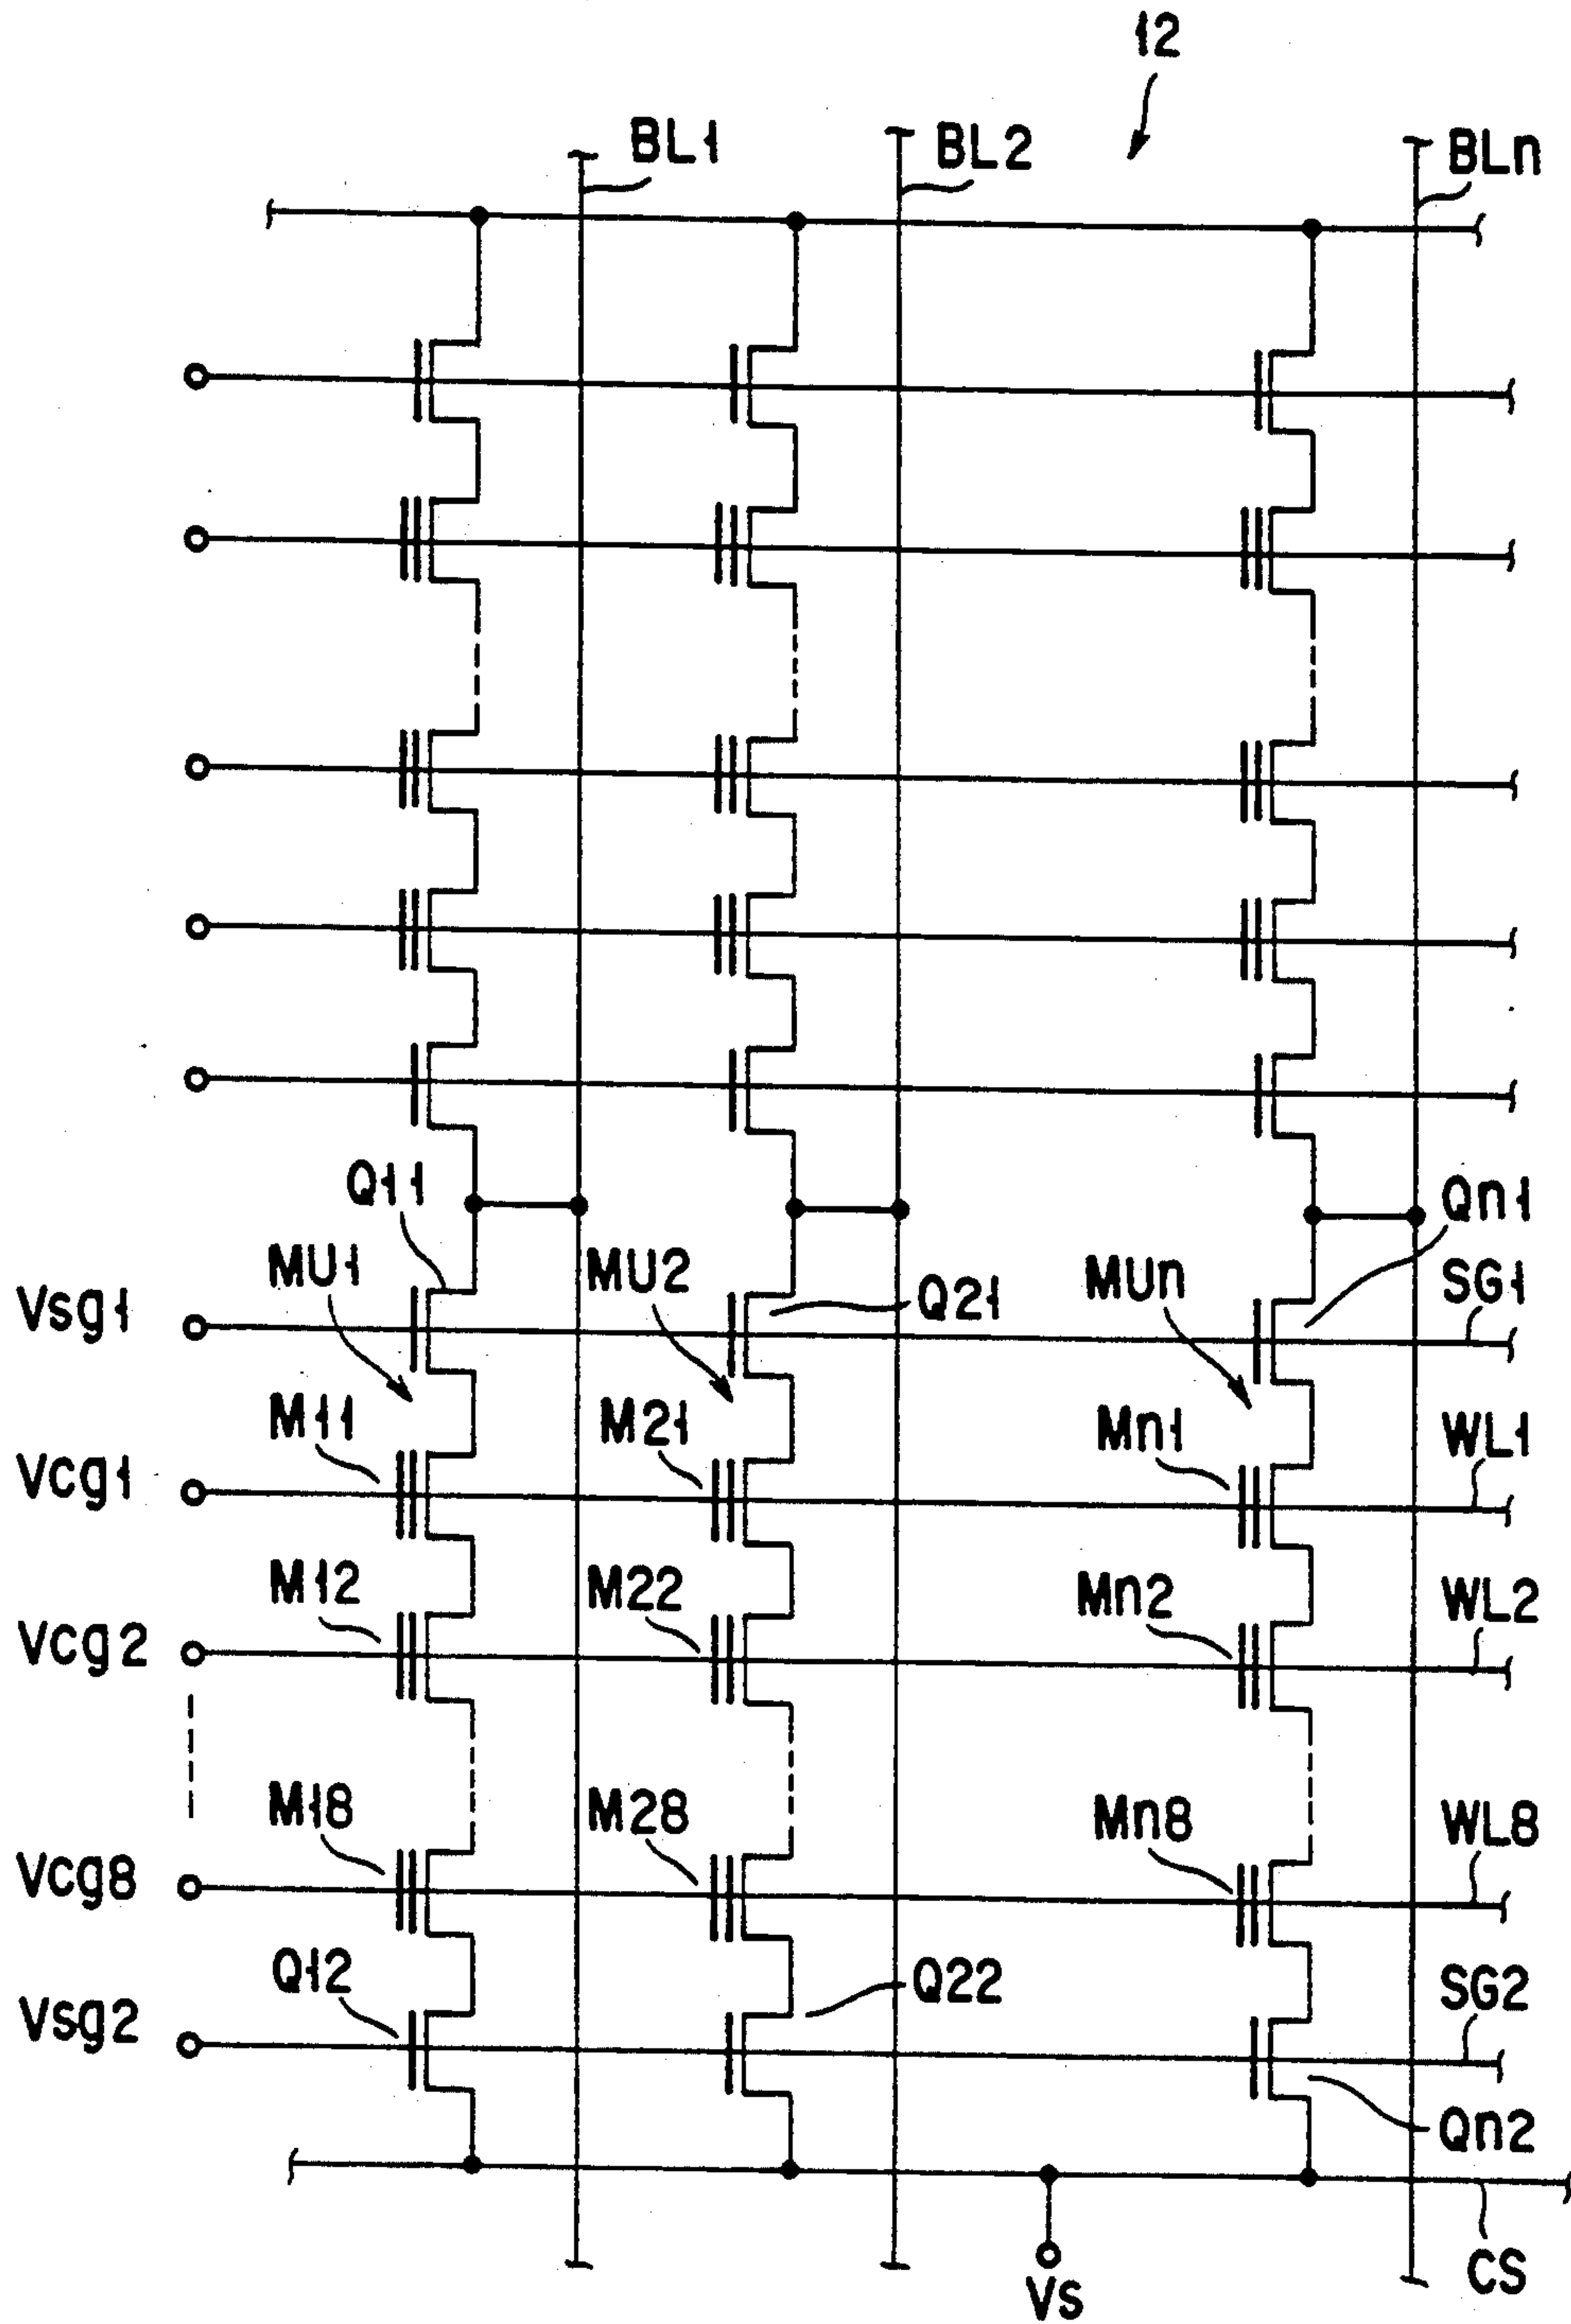 12
BL1
BL2
BLn
Q11
Qn1
MU1
MU2
MUn
SG1
Vsg1
Q21
M11
M21
Mn1
WL1
Vcg1
M12
M22
Mn2
WL2
Vcg2
M18
M28
Mn8
WL8
Vcg8
Q12
Q22
SG2
Vsg2
Qn2
CS
Vs